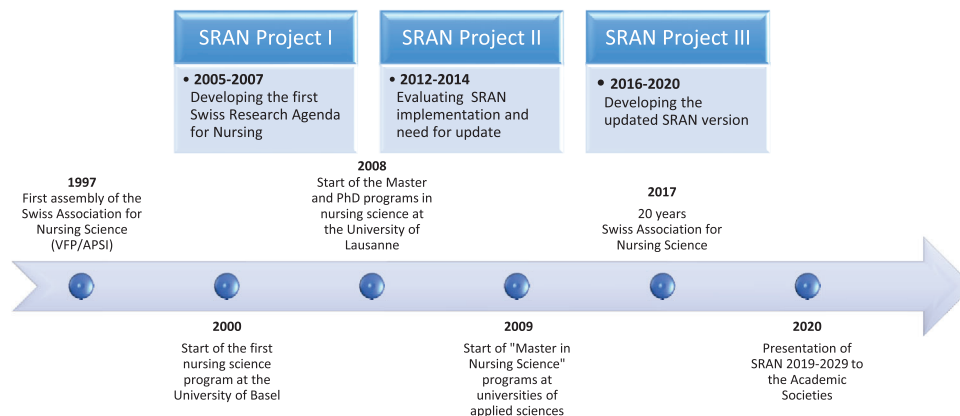 SRAN Project I
• 2005-2007
Developing the first
Swiss Research Agenda
for Nursing
SRAN Project II
• 2012-2014
Evaluating SRAN
implementation and
need for update
SRAN Project III
• 2016-2020
Developing the
updated SRAN version
1997
First assembly of the
Swiss Association for
Nursing Science
(VFP/APSI)
2008
Start of the Master
and PhD programs in
nursing science at
the University of
Lausanne
2017
20 years
Swiss Association for
Nursing Science
2000
Start of the first
nursing science
program at the
University of Basel
2009
Start of "Master in
Nursing Science"
programs at
universities of
applied sciences
2020
Presentation of
SRAN 2019-2029 to
the Academic
Societies